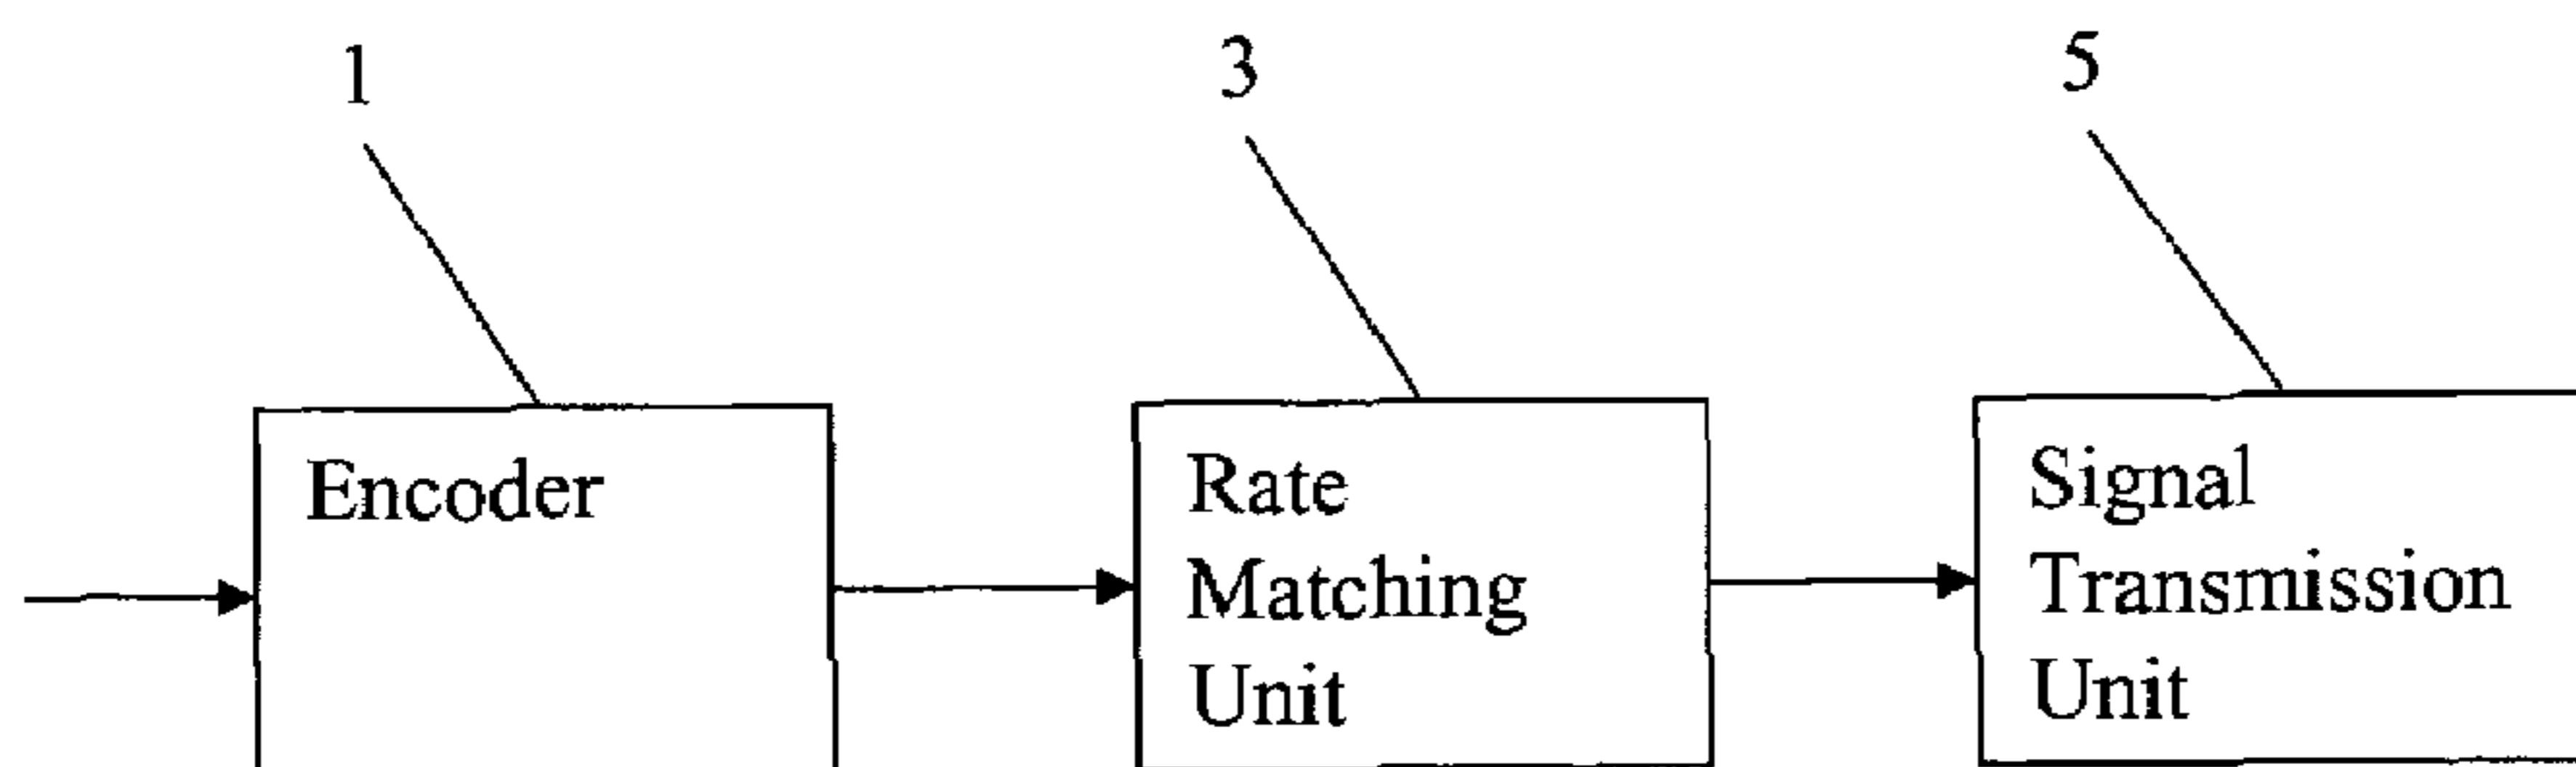 1
3
5
Encoder
Rate
Matching
Unit
Signal
Transmission
Unit